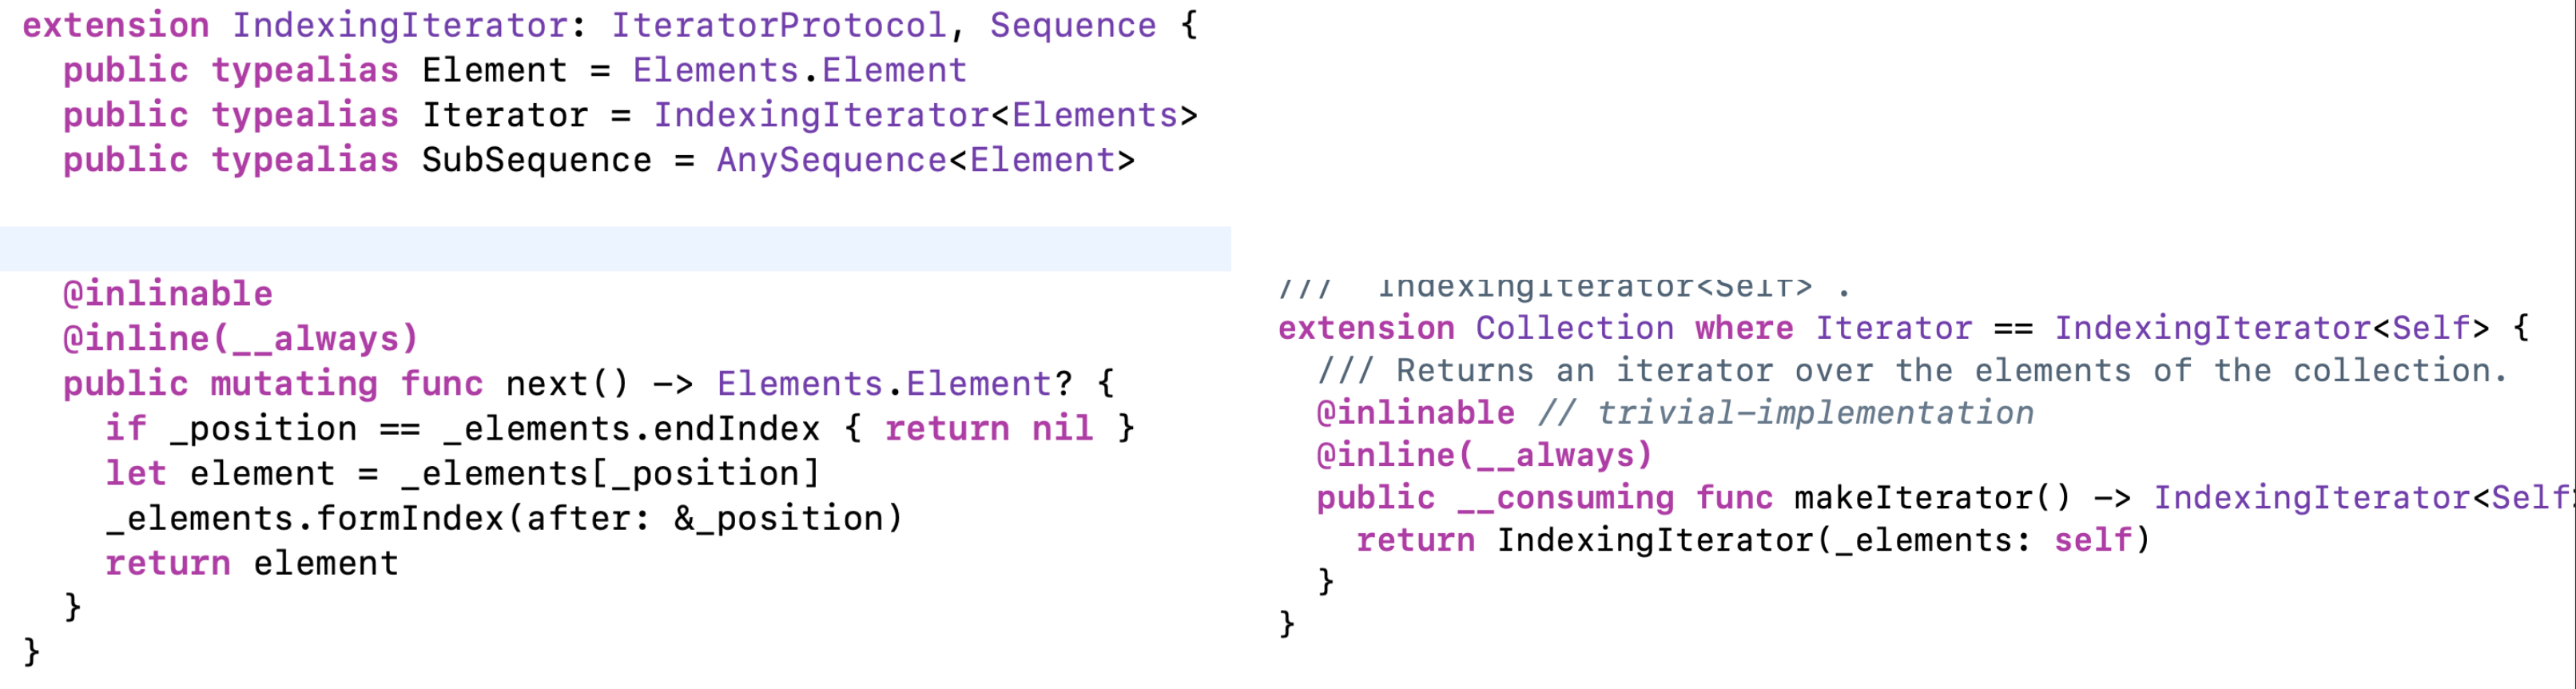 extension IndexingIterator: IteratorProtocol, Sequence {
  public typealias Element = Elements.Element
  public typealias Iterator = IndexingIterator<Elements>
  public typealias SubSequence = AnySequence<Element>
  @inlinable
  @inline(__always)
  public mutating func next() -> Elements.Element? {
    if _position == _elements.endIndex { return nil }
    let element = _elements[_position]
    _elements.formIndex(after: &_position)
    return element
  }
}
///  IndexingIterator<Self> .
extension Collection where Iterator == IndexingIterator<Self> {
  /// Returns an iterator over the elements of the collection.
  @inlinable // trivial-implementation
  @inline(__always)
  public __consuming func makeIterator() -> IndexingIterator<Self>
    return IndexingIterator(_elements: self)
  }
}